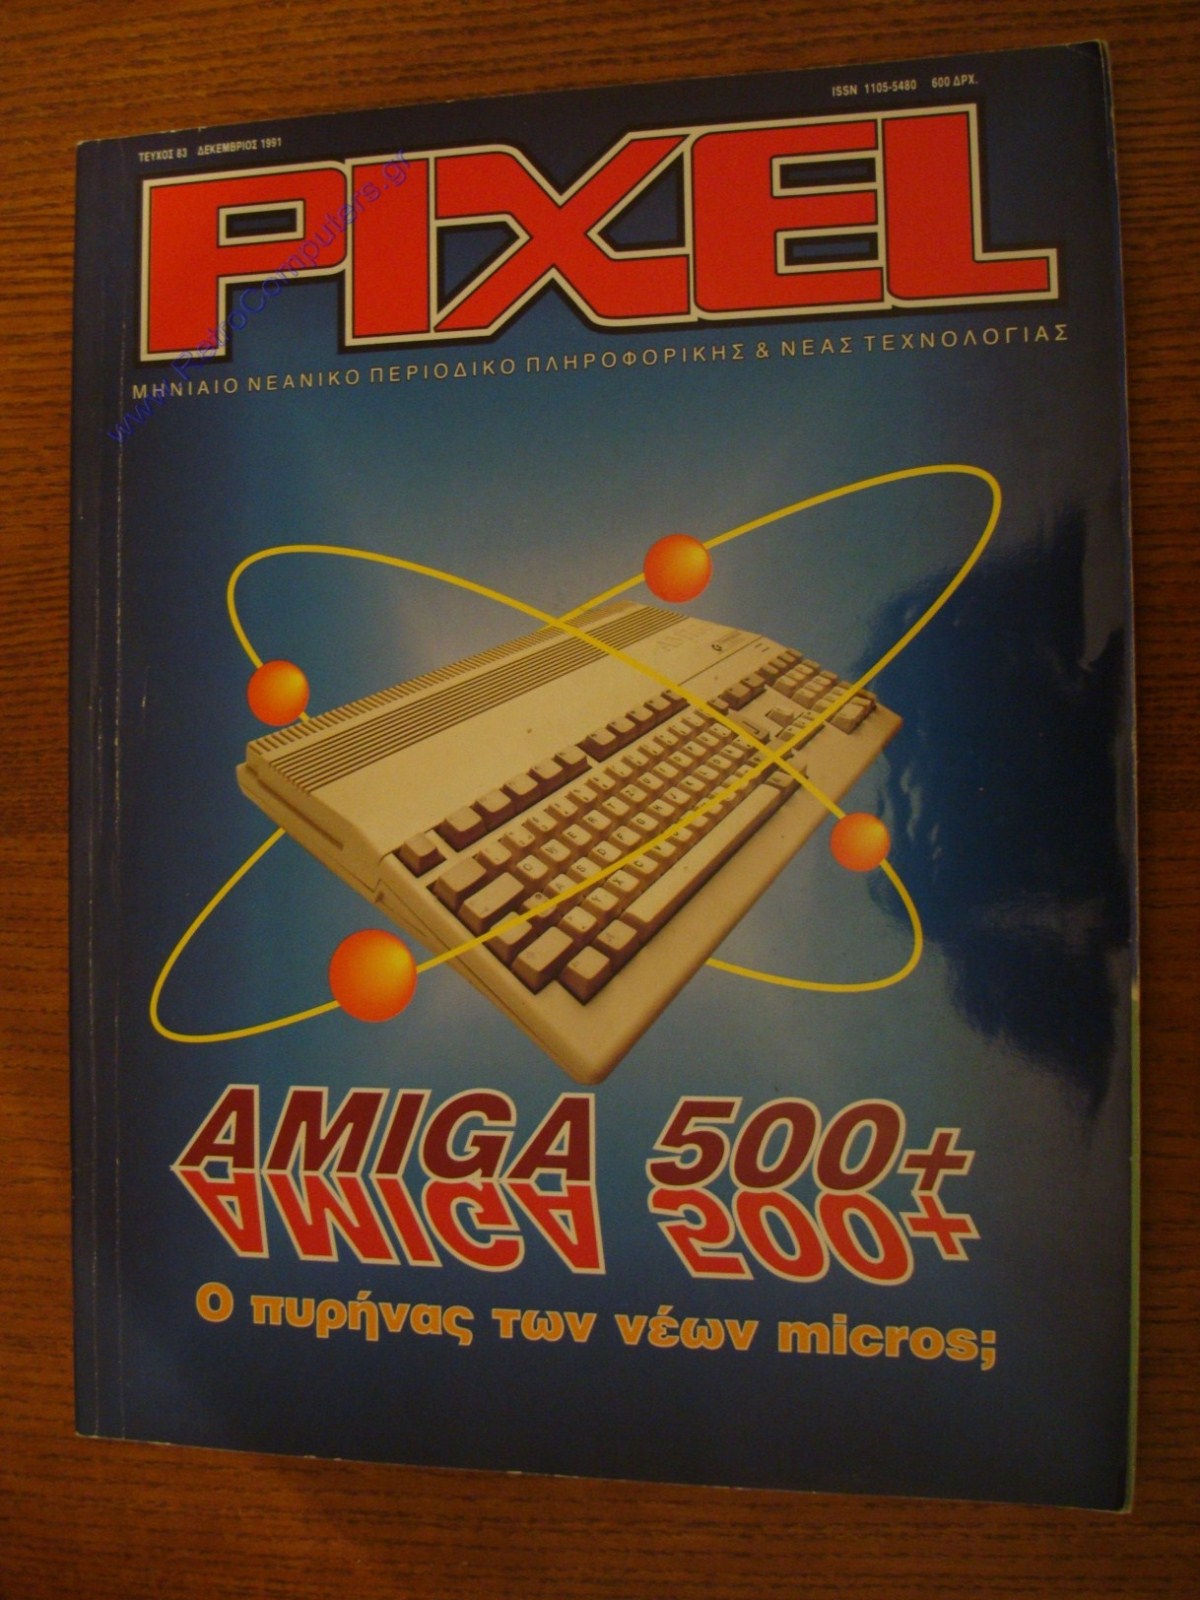 ΤΕΥΧΟΣ 83 ΔΕΚΕΜΒΡΙΟΣ 1991
ISSN 1105-5480 600 ΔΡΧ.
PIXEL
ΜΗΝΙΑΙΟ ΝΕΑΝΙΚΟ ΠΕΡΙΟΔΙΚΟ ΠΛΗΡΟΦΟΡΙΚΗΣ & ΝΕΑΣ ΤΕΧΝΟΛΟΓΙΑΣ
www.RetroComputers.gr
AMIGA 500+
AMIGA 500+
Ο πυρήνας των νέων micros;